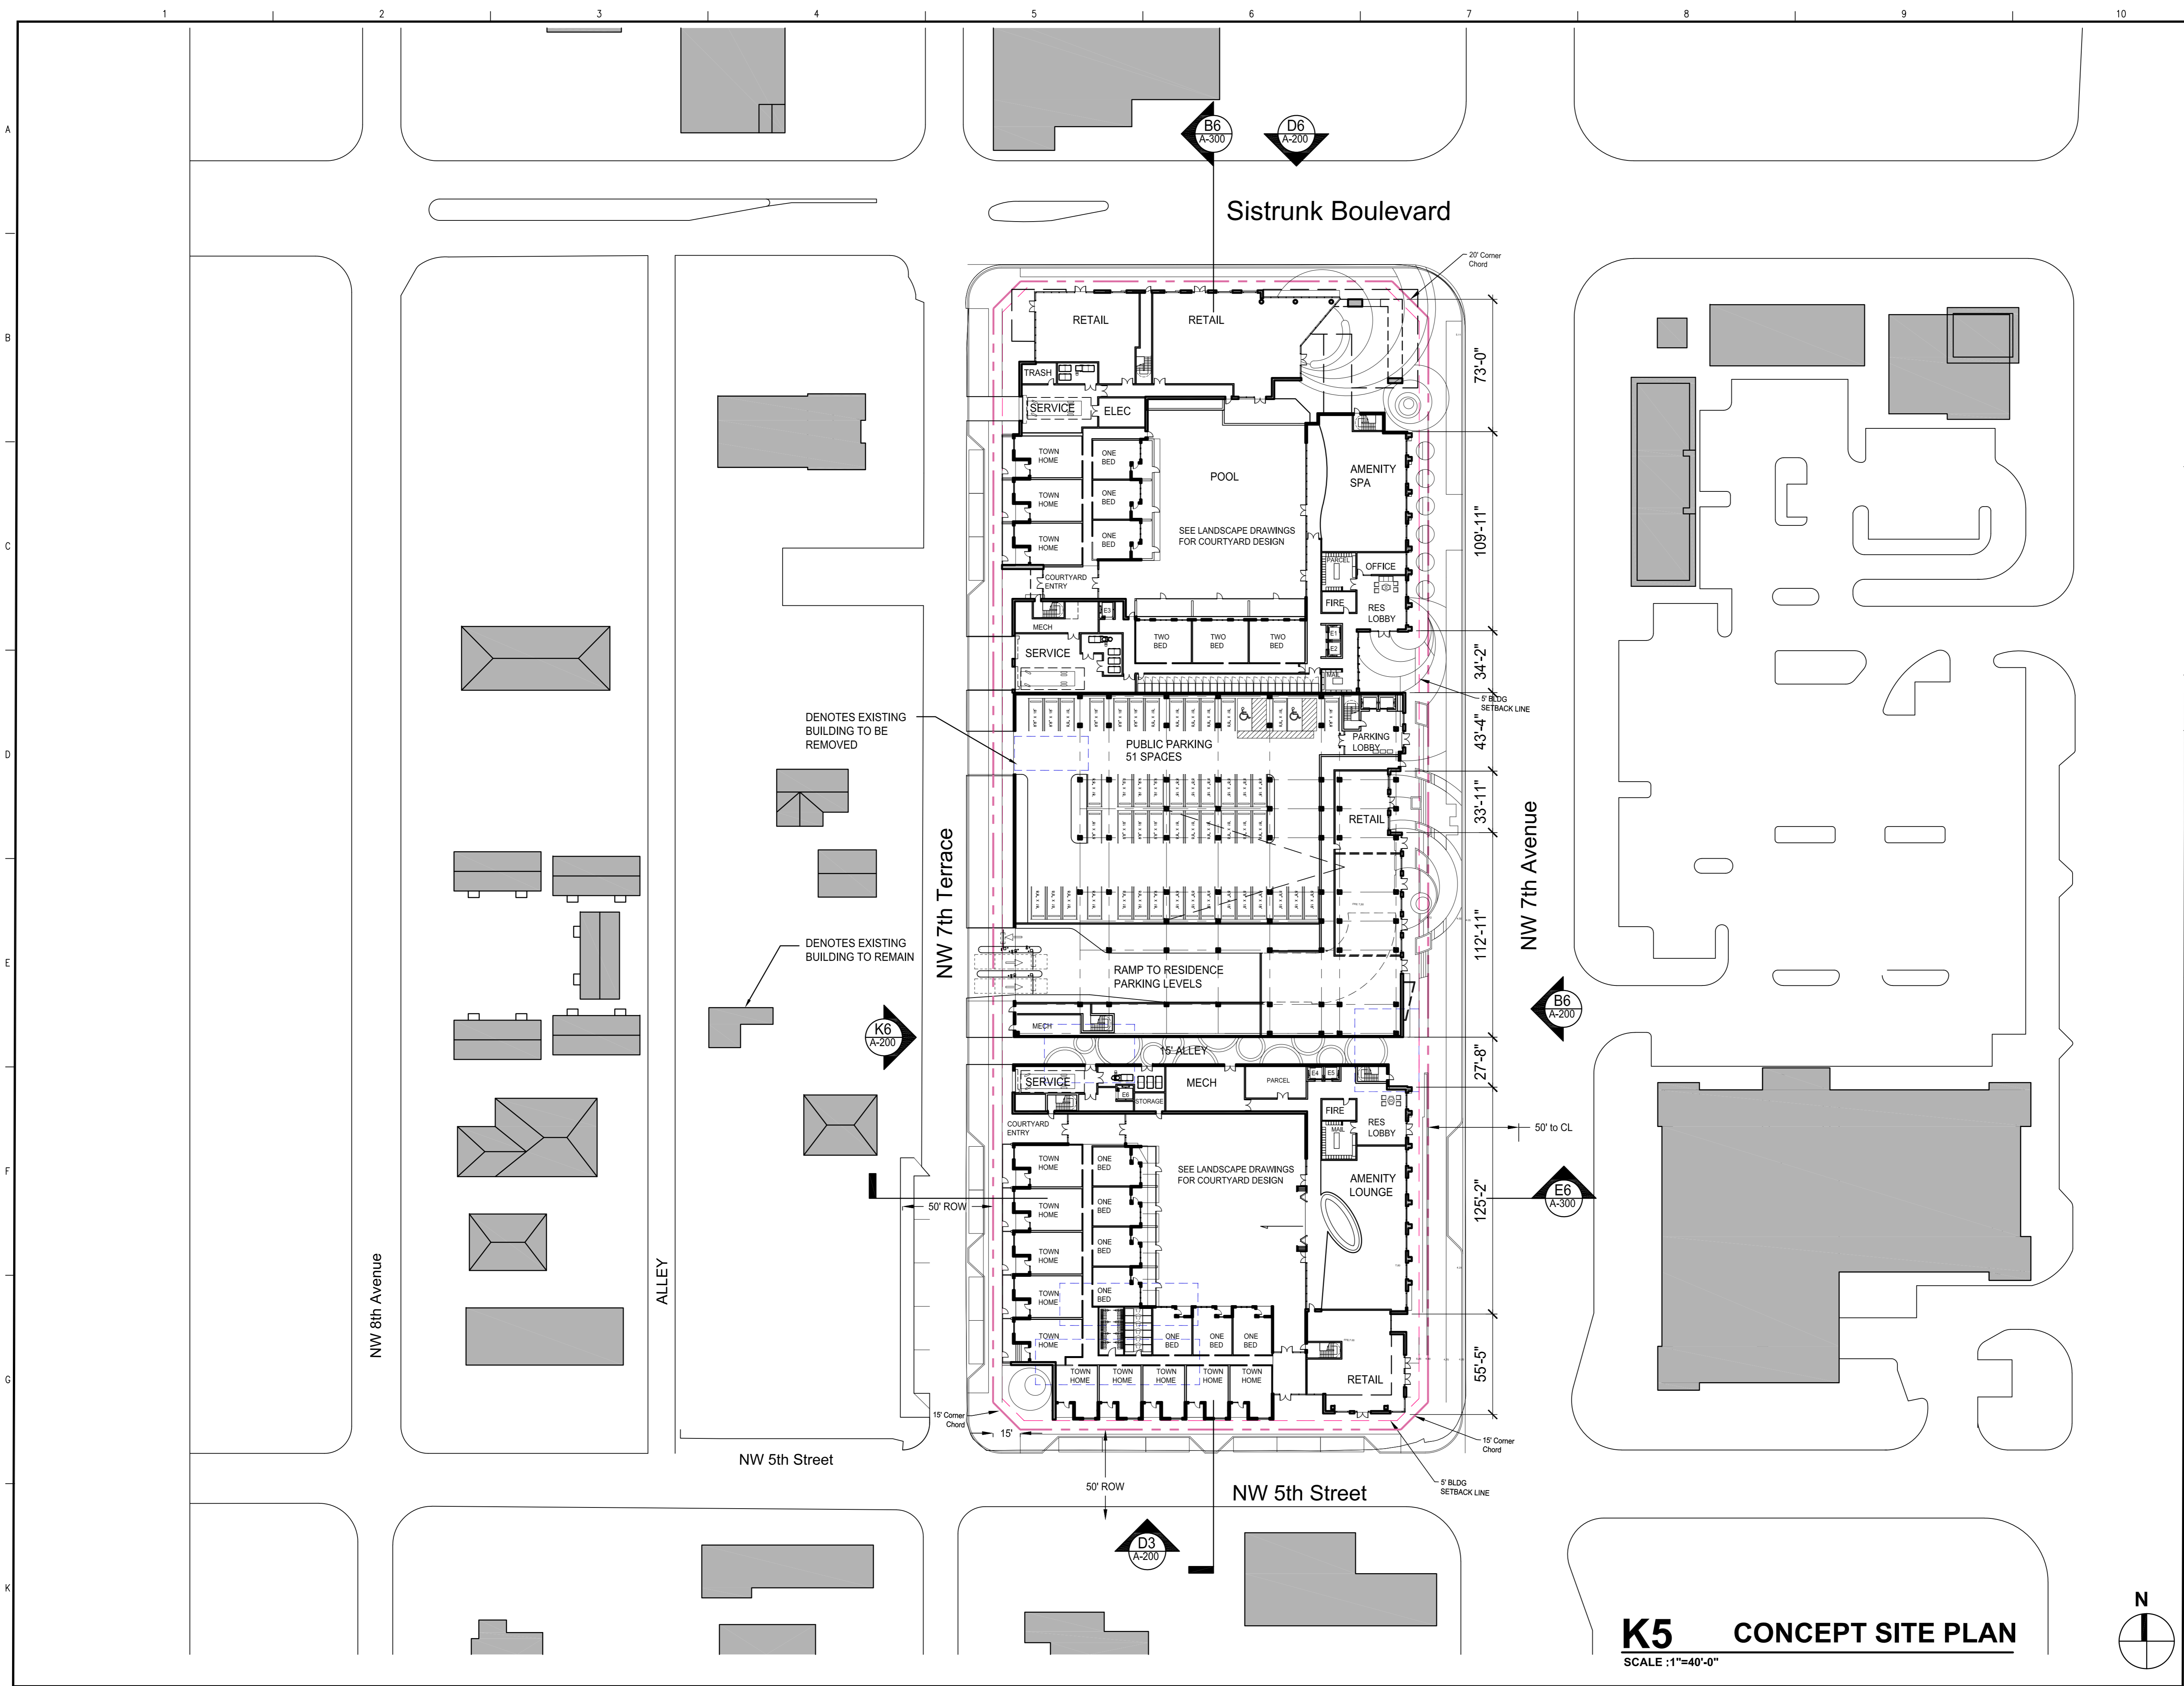 1 2 3 4 5 6 7 8 9 10
A
B
C
D
E
F
G
K
B6
A-300
D6
A-200
Sistrunk Boulevard
20' Corner
Chord
RETAIL
RETAIL
73'-0"
TRASH
SERVICE
ELEC
TOWN
HOME
ONE
BED
TOWN
HOME
ONE
BED
TOWN
HOME
ONE
BED
POOL
AMENITY
SPA
SEE LANDSCAPE DRAWINGS
FOR COURTYARD DESIGN
109'-11"
PARCEL
OFFICE
COURTYARD
ENTRY
FIRE
RES
LOBBY
E3
MECH
E1
E2
TWO
BED
TWO
BED
TWO
BED
SERVICE
MAIL
34'-2"
5' BLDG
SETBACK LINE
DENOTES EXISTING
BUILDING TO BE
REMOVED
PUBLIC PARKING
51 SPACES
PARKING
LOBBY
43'-4"
33'-11"
RETAIL
NW 7th Terrace
NW 7th Avenue
112'-11"
DENOTES EXISTING
BUILDING TO REMAIN
RAMP TO RESIDENCE
PARKING LEVELS
B6
A-200
K6
A-200
MECH
15' ALLEY
27'-8"
SERVICE
E6
STORAGE
MECH
PARCEL
E4
E5
FIRE
MAIL
RES
LOBBY
COURTYARD
ENTRY
50' to CL
TOWN
HOME
ONE
BED
TOWN
HOME
ONE
BED
TOWN
HOME
ONE
BED
TOWN
HOME
ONE
BED
TOWN
HOME
SEE LANDSCAPE DRAWINGS
FOR COURTYARD DESIGN
AMENITY
LOUNGE
125'-2"
E6
A-300
50' ROW
NW 8th Avenue
ALLEY
ONE
BED
ONE
BED
ONE
BED
TOWN
HOME
TOWN
HOME
TOWN
HOME
TOWN
HOME
TOWN
HOME
RETAIL
55'-5"
15' Corner
Chord
15'
15' Corner
Chord
NW 5th Street
50' ROW
5' BLDG
SETBACK LINE
NW 5th Street
D3
A-200
K5 CONCEPT SITE PLAN
SCALE :1"=40'-0"
N